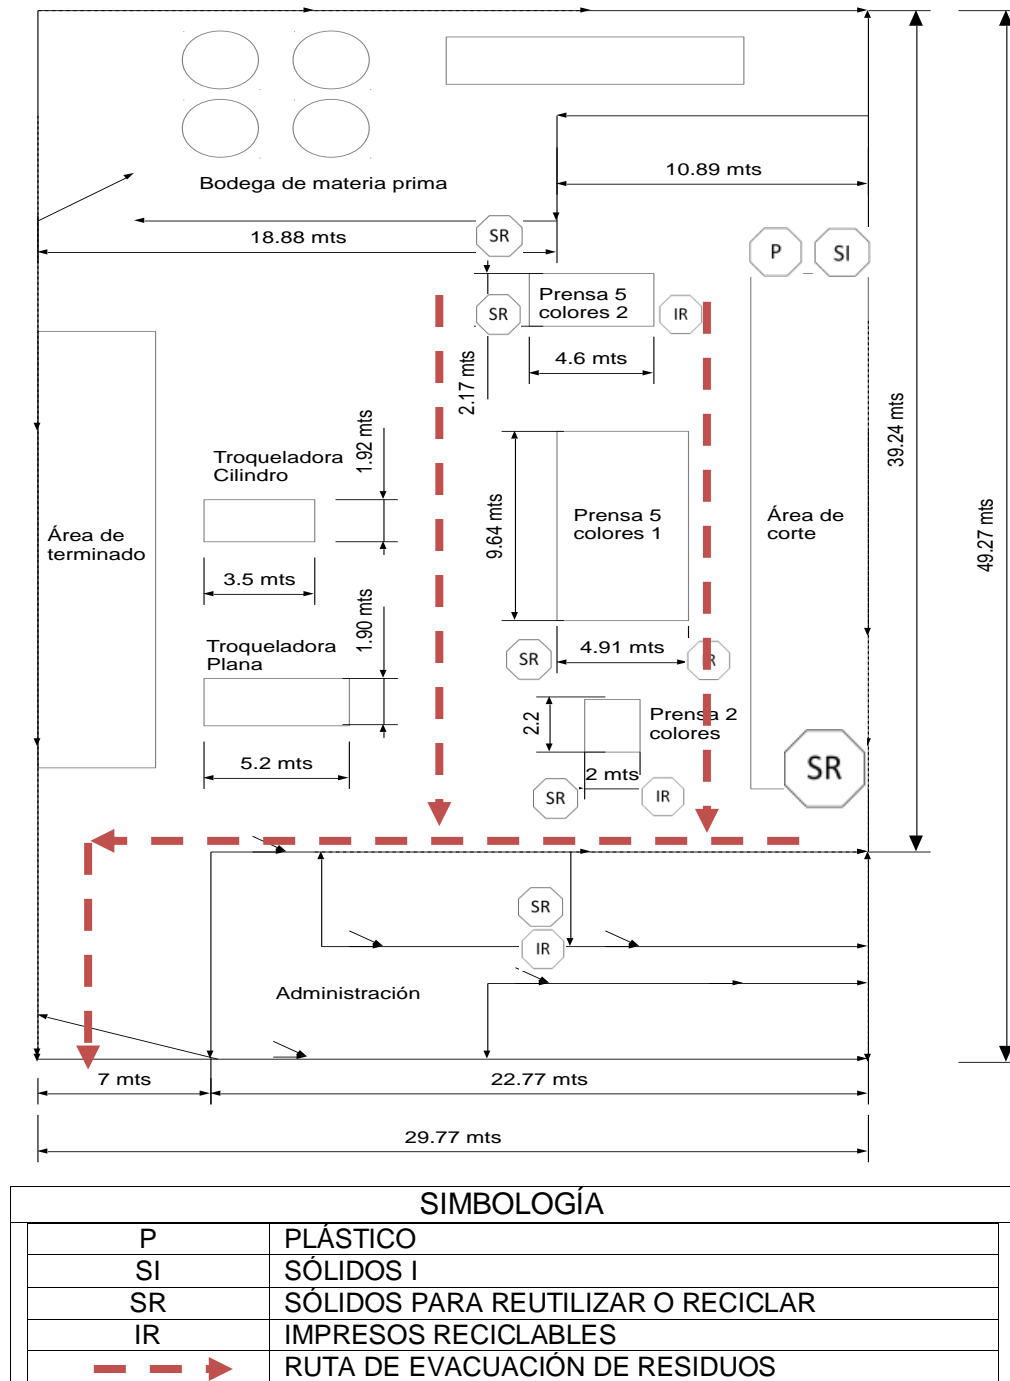 Bodega de materia prima
10.89 mts
18.88 mts
SR
P
SI
Prensa 5
colores 2
SR
IR
4.6 mts
2.17 mts
39.24 mts
49.27 mts
Troqueladora
Cilindro
1.92 mts
Área de
terminado
3.5 mts
9.64 mts
Prensa 5
colores 1
Área de
corte
1.90 mts
Troqueladora
Plana
4.91 mts
SR
IR
5.2 mts
2.2
Prensa 2
colores
2 mts
SR
IR
SR
SR
IR
Administración
7 mts
22.77 mts
29.77 mts
SIMBOLOGÍA
P PLÁSTICO
SI SÓLIDOS I
SR SÓLIDOS PARA REUTILIZAR O RECICLAR
IR IMPRESOS RECICLABLES
RUTA DE EVACUACIÓN DE RESIDUOS